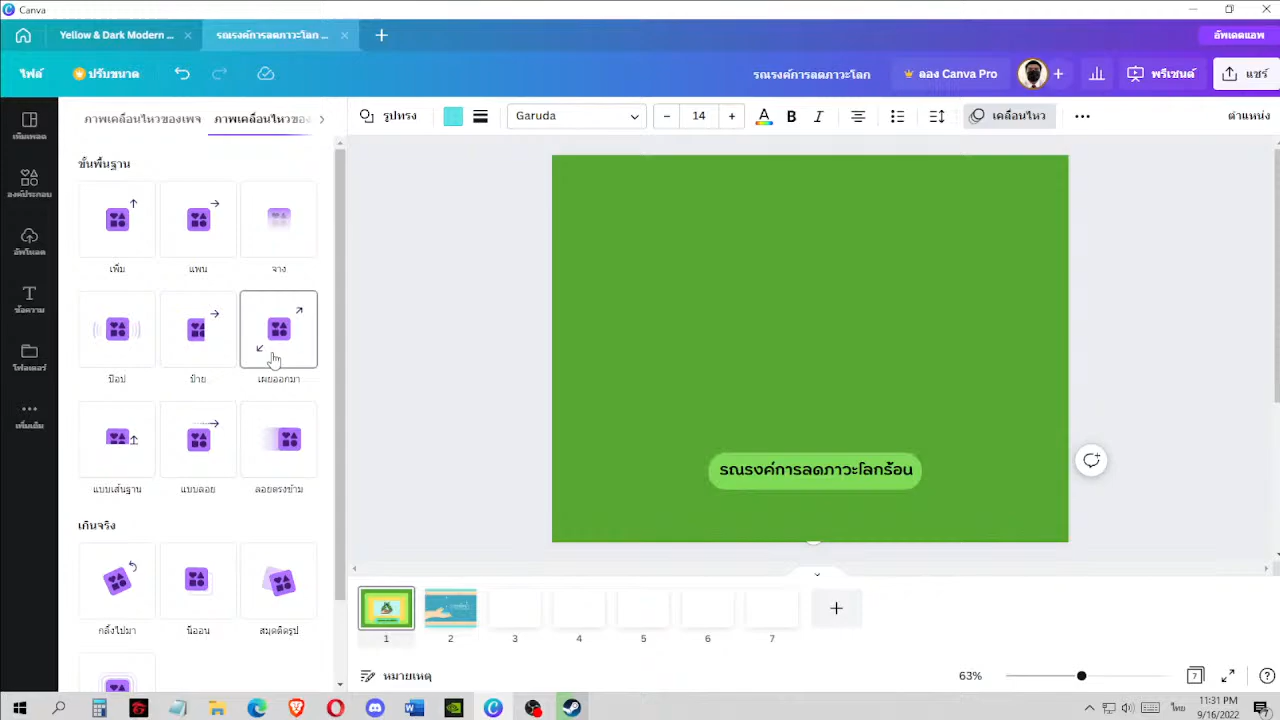 Canva
Yellow & Dark Modern ...
รณรงค์การลดภาวะโลก ...
อัพเดตแอพ
ไฟล์
ปรับขนาด
รณรงค์การลดภาวะโลก
ลอง Canva Pro
พรีเซนต์
แชร์
ภาพเคลื่อนไหวของเพจ
ภาพเคลื่อนไหวของ
รูปทรง
Garuda
14
A
B
I
เคลื่อนไหว
ตำแหน่ง
เท็มเพลต
องค์ประกอบ
อัพโหลด
ข้อความ
โฟลเดอร์
เพิ่มเติม
ขั้นพื้นฐาน
เพิ่ม
แพน
จาง
ป๊อป
ป้าย
เผยออกมา
แบบเส้นฐาน
แบบลอย
ลอยตรงข้าม
เกินจริง
กลิ้งไปมา
นีออน
สมุดติดรูป
รณรงค์การลดภาวะโลกร้อน
1
2
3
4
5
6
7
หมายเหตุ
63%
7
ไทย
11:31 PM
9/16/2022